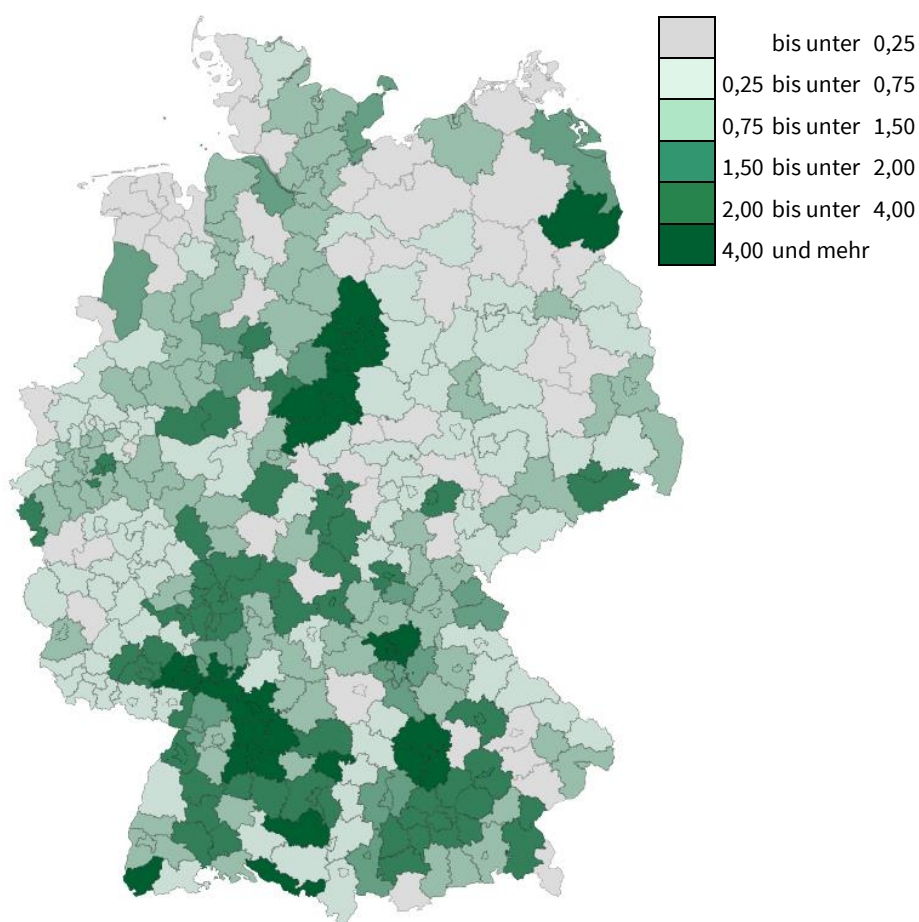 bis unter 0,25
0,25 bis unter 0,75
0,75 bis unter 1,50
1,50 bis unter 2,00
2,00 bis unter 4,00
4,00 und mehr